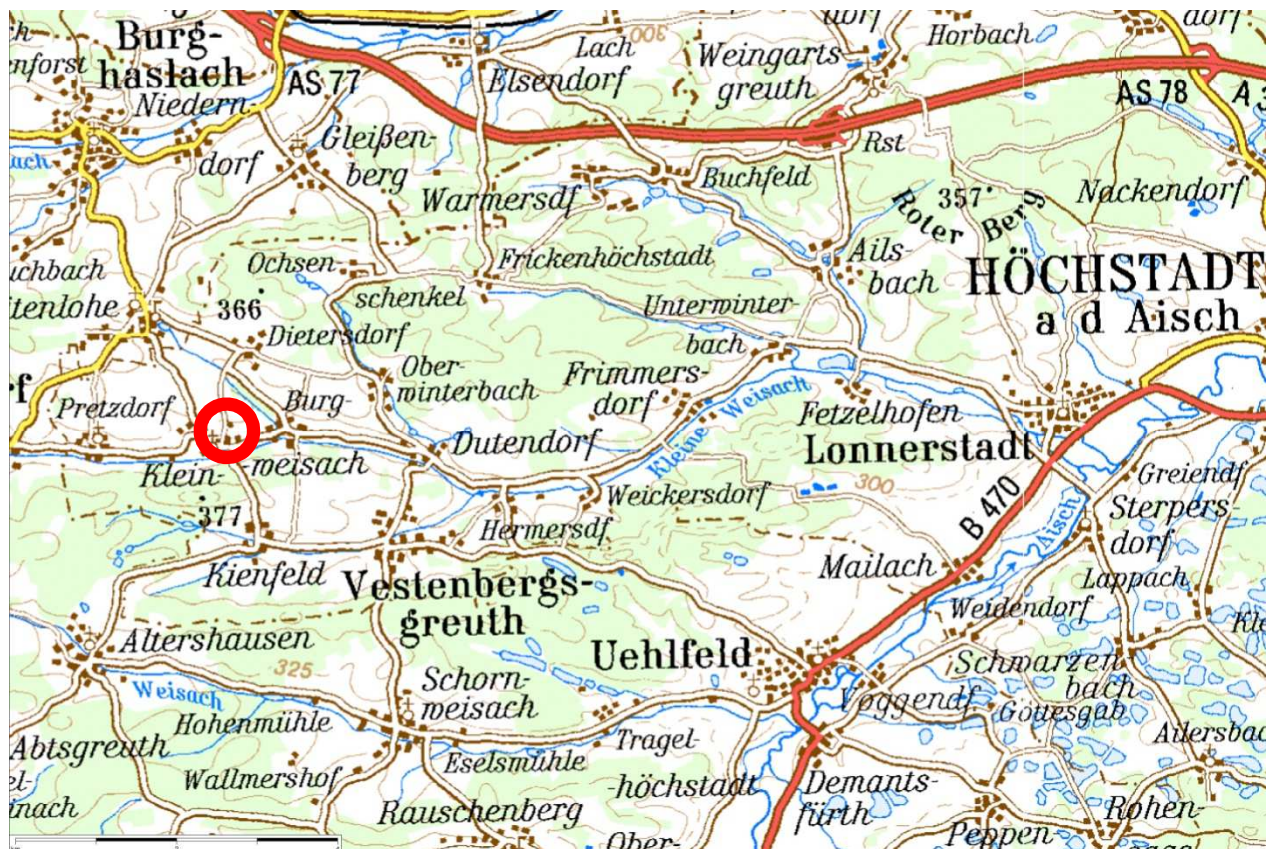 Burg-
haslach
AS 77
Niedern-
dorf
Gleißen-
berg
Elsendorf
Lach
300
Weingarts-
greuth
Horbach
AS 78
Rst
Buchfeld
Warmersdf
Nackendorf
357
Roter Berg
Ails-
bach
Frickenhöchstadt
Ochsen-
schenkel
366
Dietersdorf
HÖCHSTADT
a d Aisch
Unterwinter-
bach
Ober-
winterbach
Frimmers-
dorf
Kleine Weisach
Fetzelhofen
Lonnerstadt
Pretzdorf
Burg-
weisach
Klein-
Dutendorf
Weickersdorf
300
Greiendf
Sterpers-
dorf
B 470
Aisch
377
Hermersdf
Kienfeld
Vestenbergs-
greuth
Mailach
Lappach
Weidendorf
Altershausen
325
Weisach
Uehlfeld
Schwarzen
bach
Schorn-
weisach
Voggendf
Göttesgab
Hohenmühle
Abtsgreuth
Wallmershof
Eselsmühle
Tragel-
-höchstadt
Demants-
fürth
Rauschenberg
Ober-
Peppen-
Rohen-